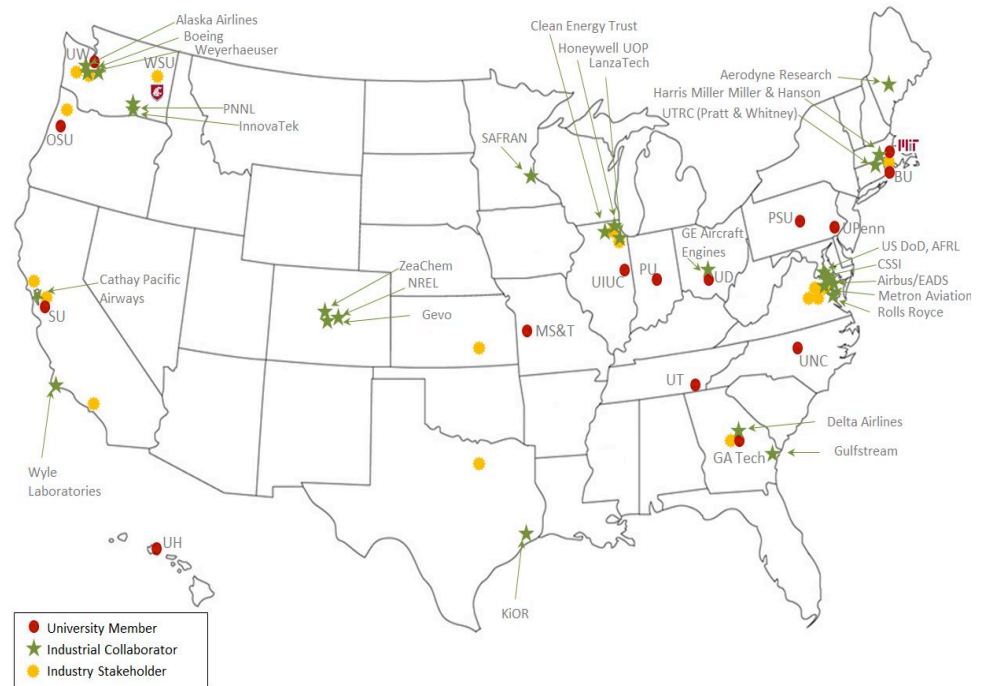 Alaska Airlines
Boeing
Weyerhaeuser
UW
WSU
PNNL
InnovaTek
OSU
Clean Energy Trust
Honeywell UOP
LanzaTech
SAFRAN
Aerodyne Research
Harris Miller Miller & Hanson
UTRC (Pratt & Whitney)
MIT
BU
PSU
UPenn
GE Aircraft
Engines
UIUC
PU
UD
US DoD, AFRL
CSSI
Airbus/EADS
Metron Aviation
Rolls Royce
Cathay Pacific
Airways
SU
ZeaChem
NREL
Gevo
MS&T
UNC
UT
Delta Airlines
Gulfstream
GA Tech
Wyle
Laboratories
UH
KiOR
University Member
Industrial Collaborator
Industry Stakeholder